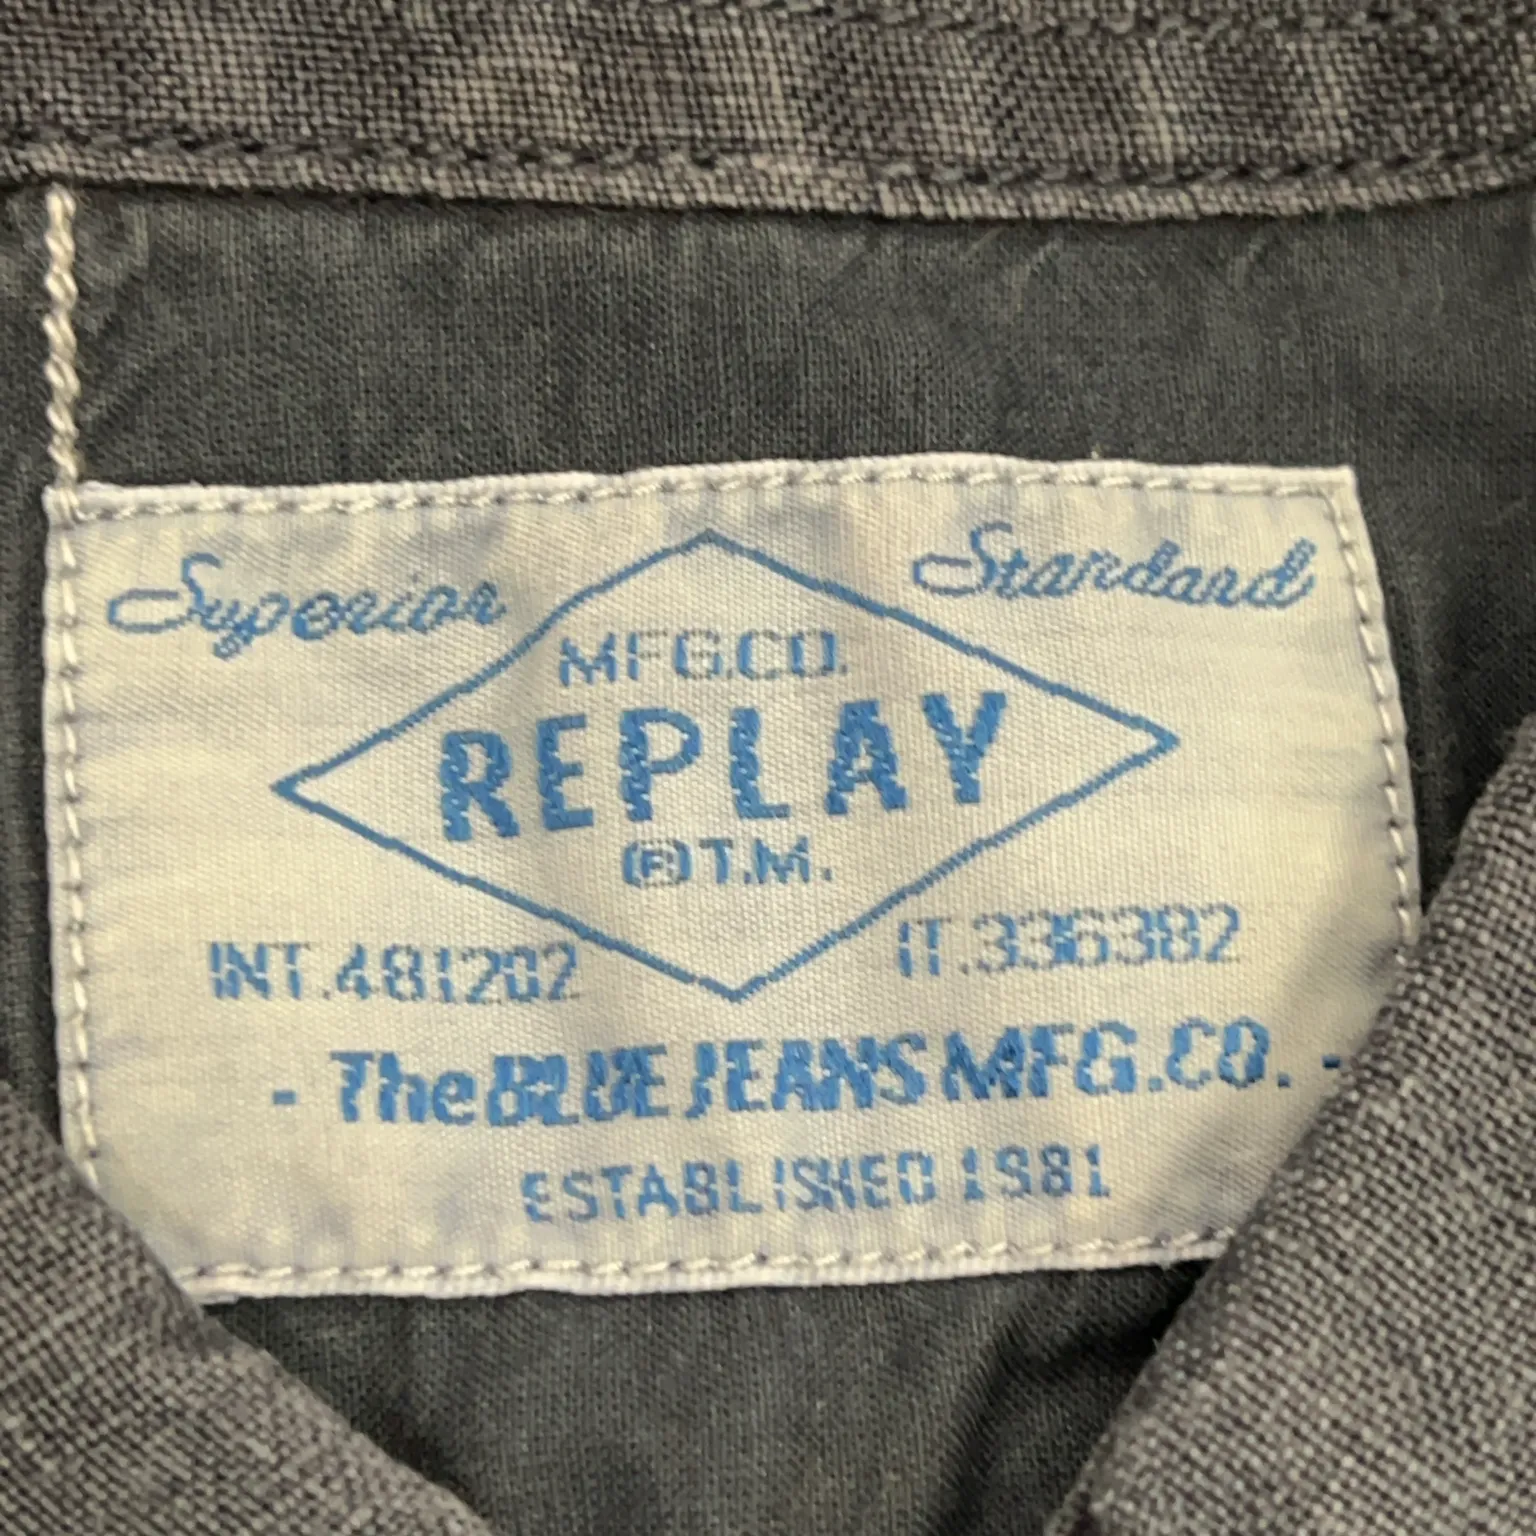 Superior Standard
MFG.CO.
REPLAY
®T.M.
INT.481202 IT.336382
- The BLUE JEANS MFG.CO. -
ESTABLISHED 1981